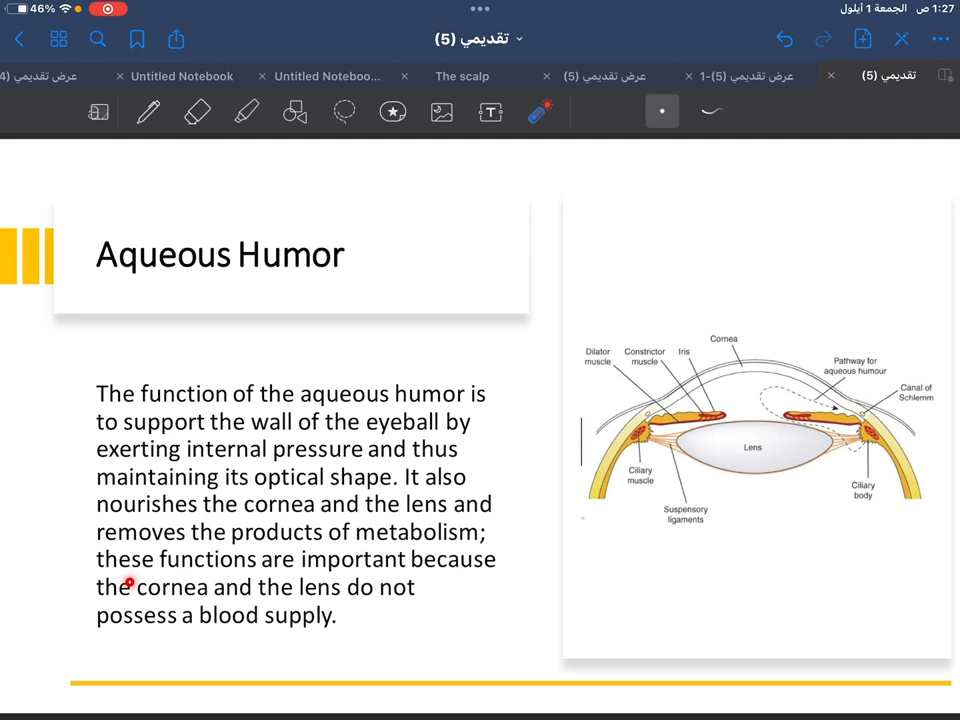 46%
1:27 ص الجمعة 1 أيلول
تقديمي (5)
عرض تقديمي (4
Untitled Notebook
Untitled Noteboo...
The scalp
عرض تقديمي (5)
عرض تقديمي (5)-1
تقديمي (5)
Aqueous Humor
The function of the aqueous humor is
to support the wall of the eyeball by
exerting internal pressure and thus
maintaining its optical shape. It also
nourishes the cornea and the lens and
removes the products of metabolism;
these functions are important because
the cornea and the lens do not
possess a blood supply.
Cornea
Dilator
muscle
Constrictor
muscle
Iris
Pathway for
aqueous humour
Canal of
Schlemm
Lens
Ciliary
muscle
Suspensory
ligaments
Ciliary
body